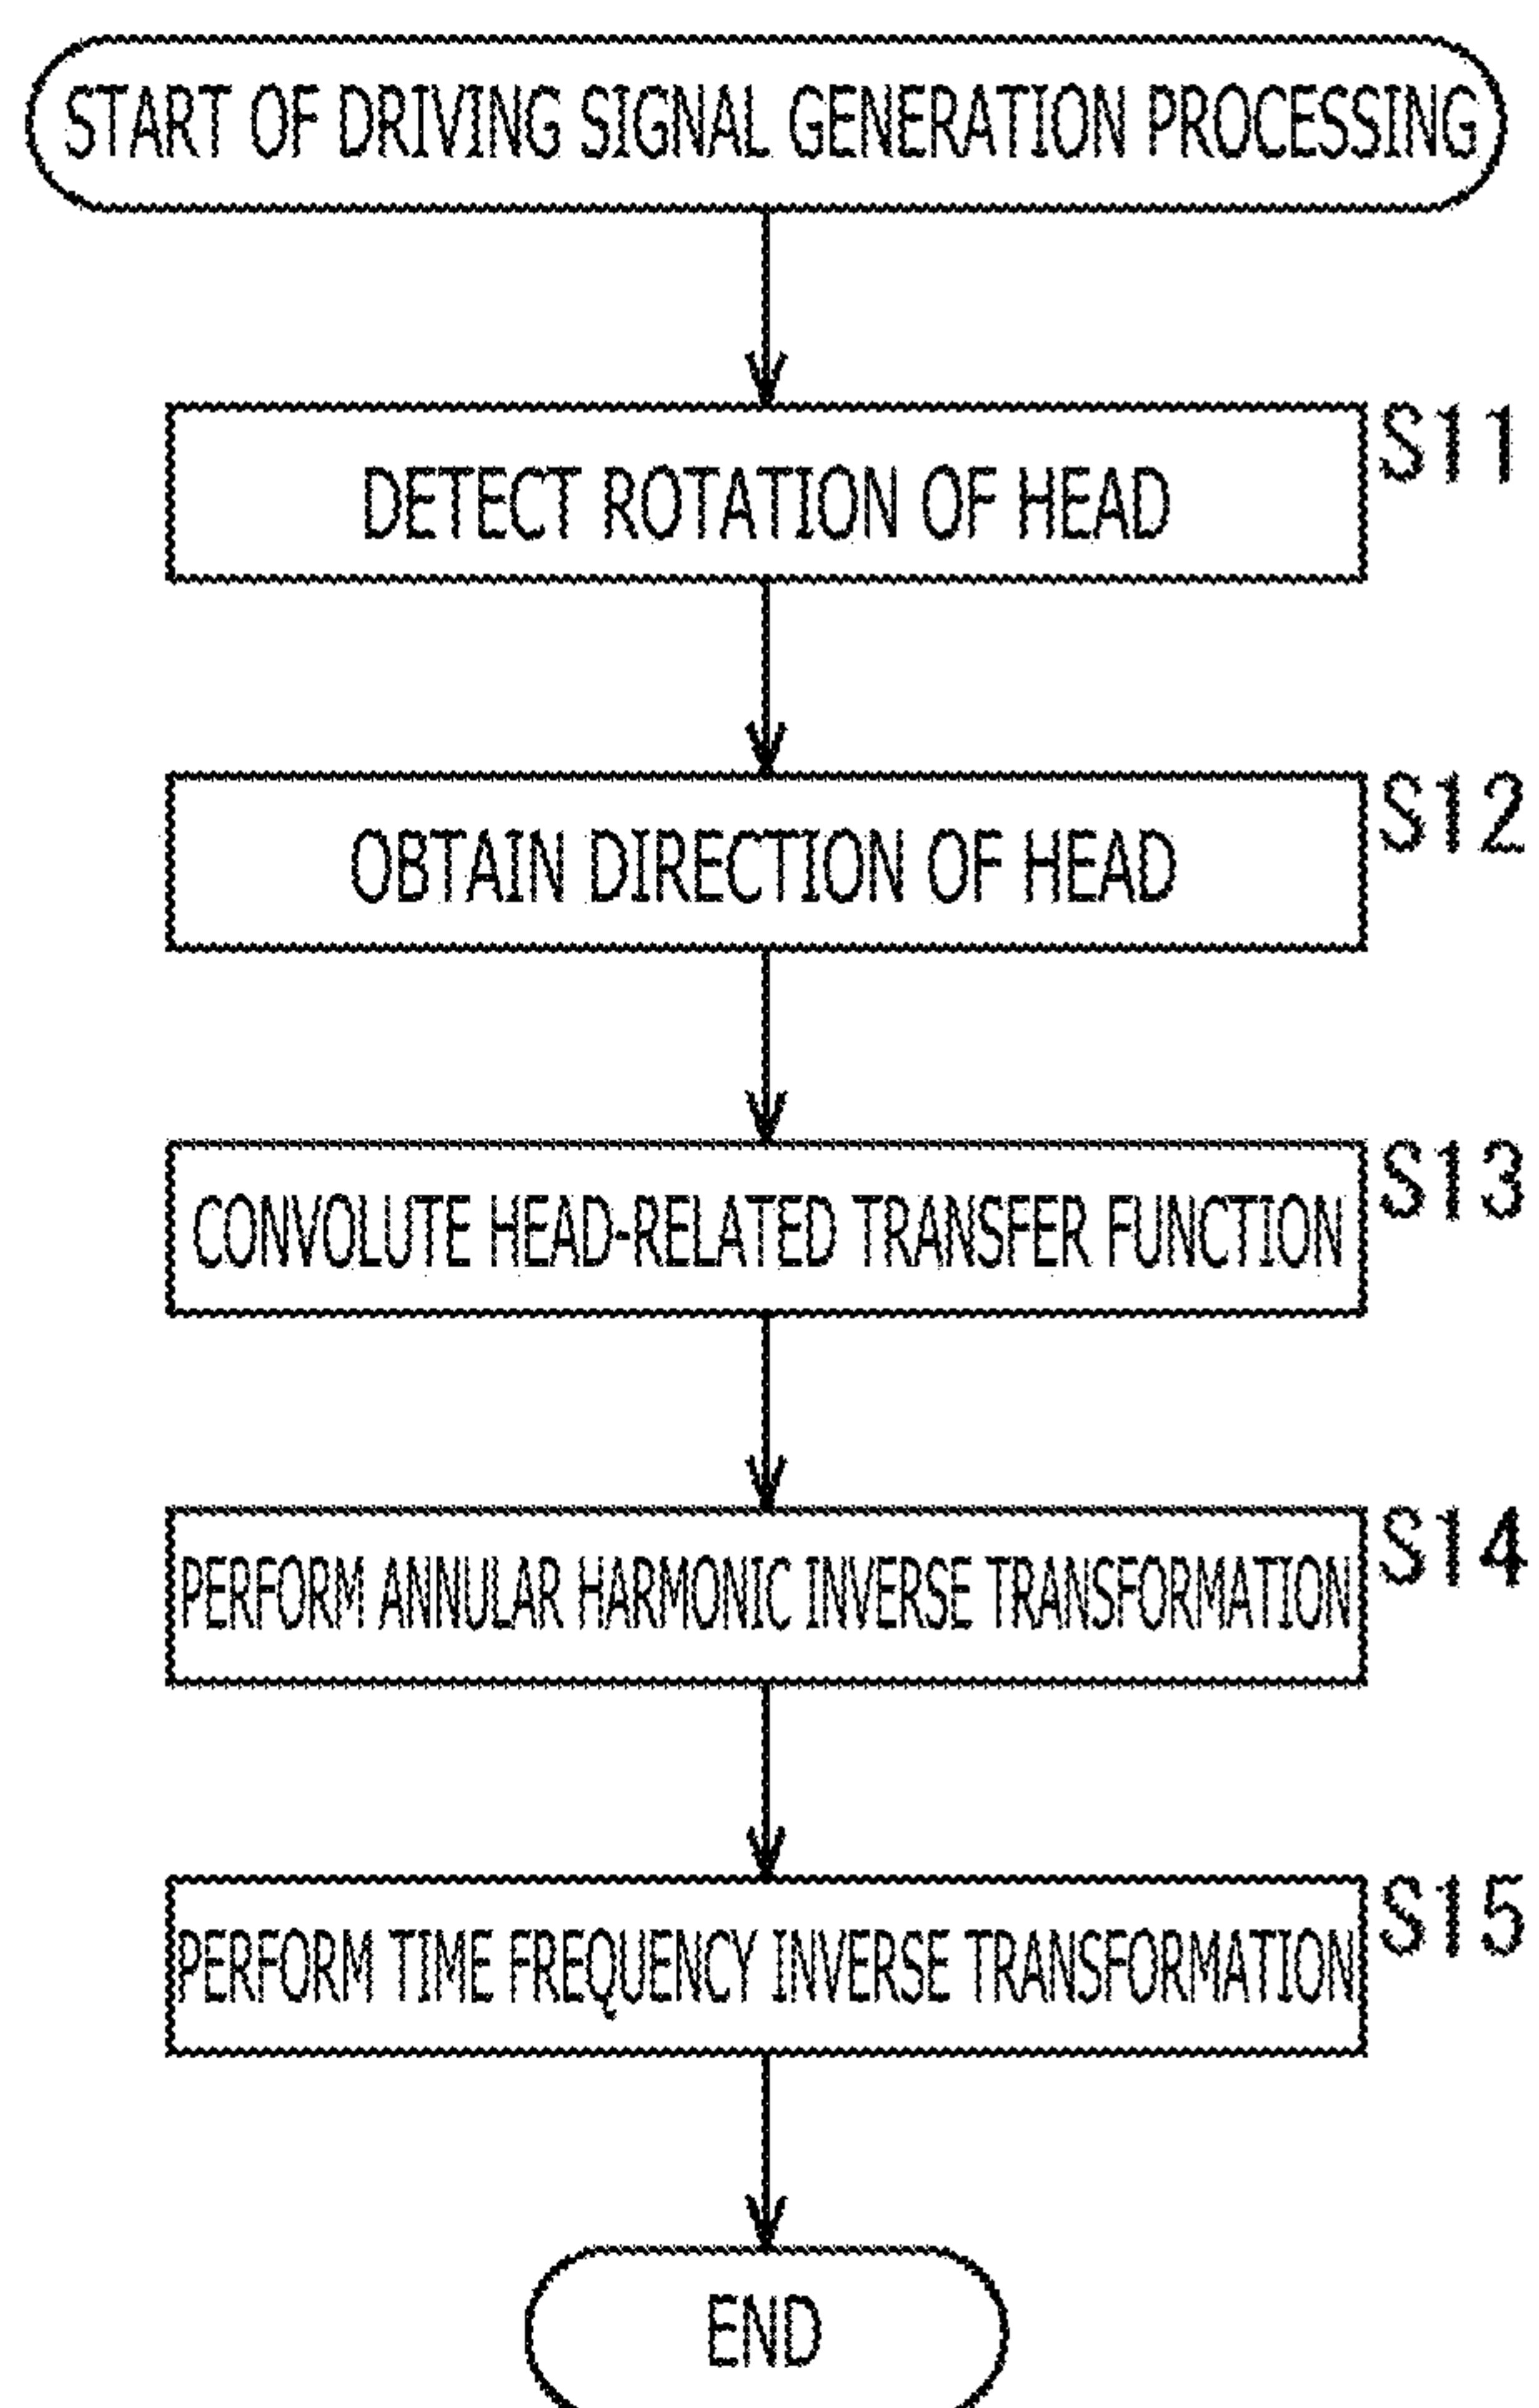 START OF DRIVING SIGNAL GENERATION PROCESSING
DETECT ROTATION OF HEAD
S11
OBTAIN DIRECTION OF HEAD
S12
CONVOLUTE HEAD-RELATED TRANSFER FUNCTION
S13
PERFORM ANNULAR HARMONIC INVERSE TRANSFORMATION
S14
PERFORM TIME FREQUENCY INVERSE TRANSFORMATION
S15
END